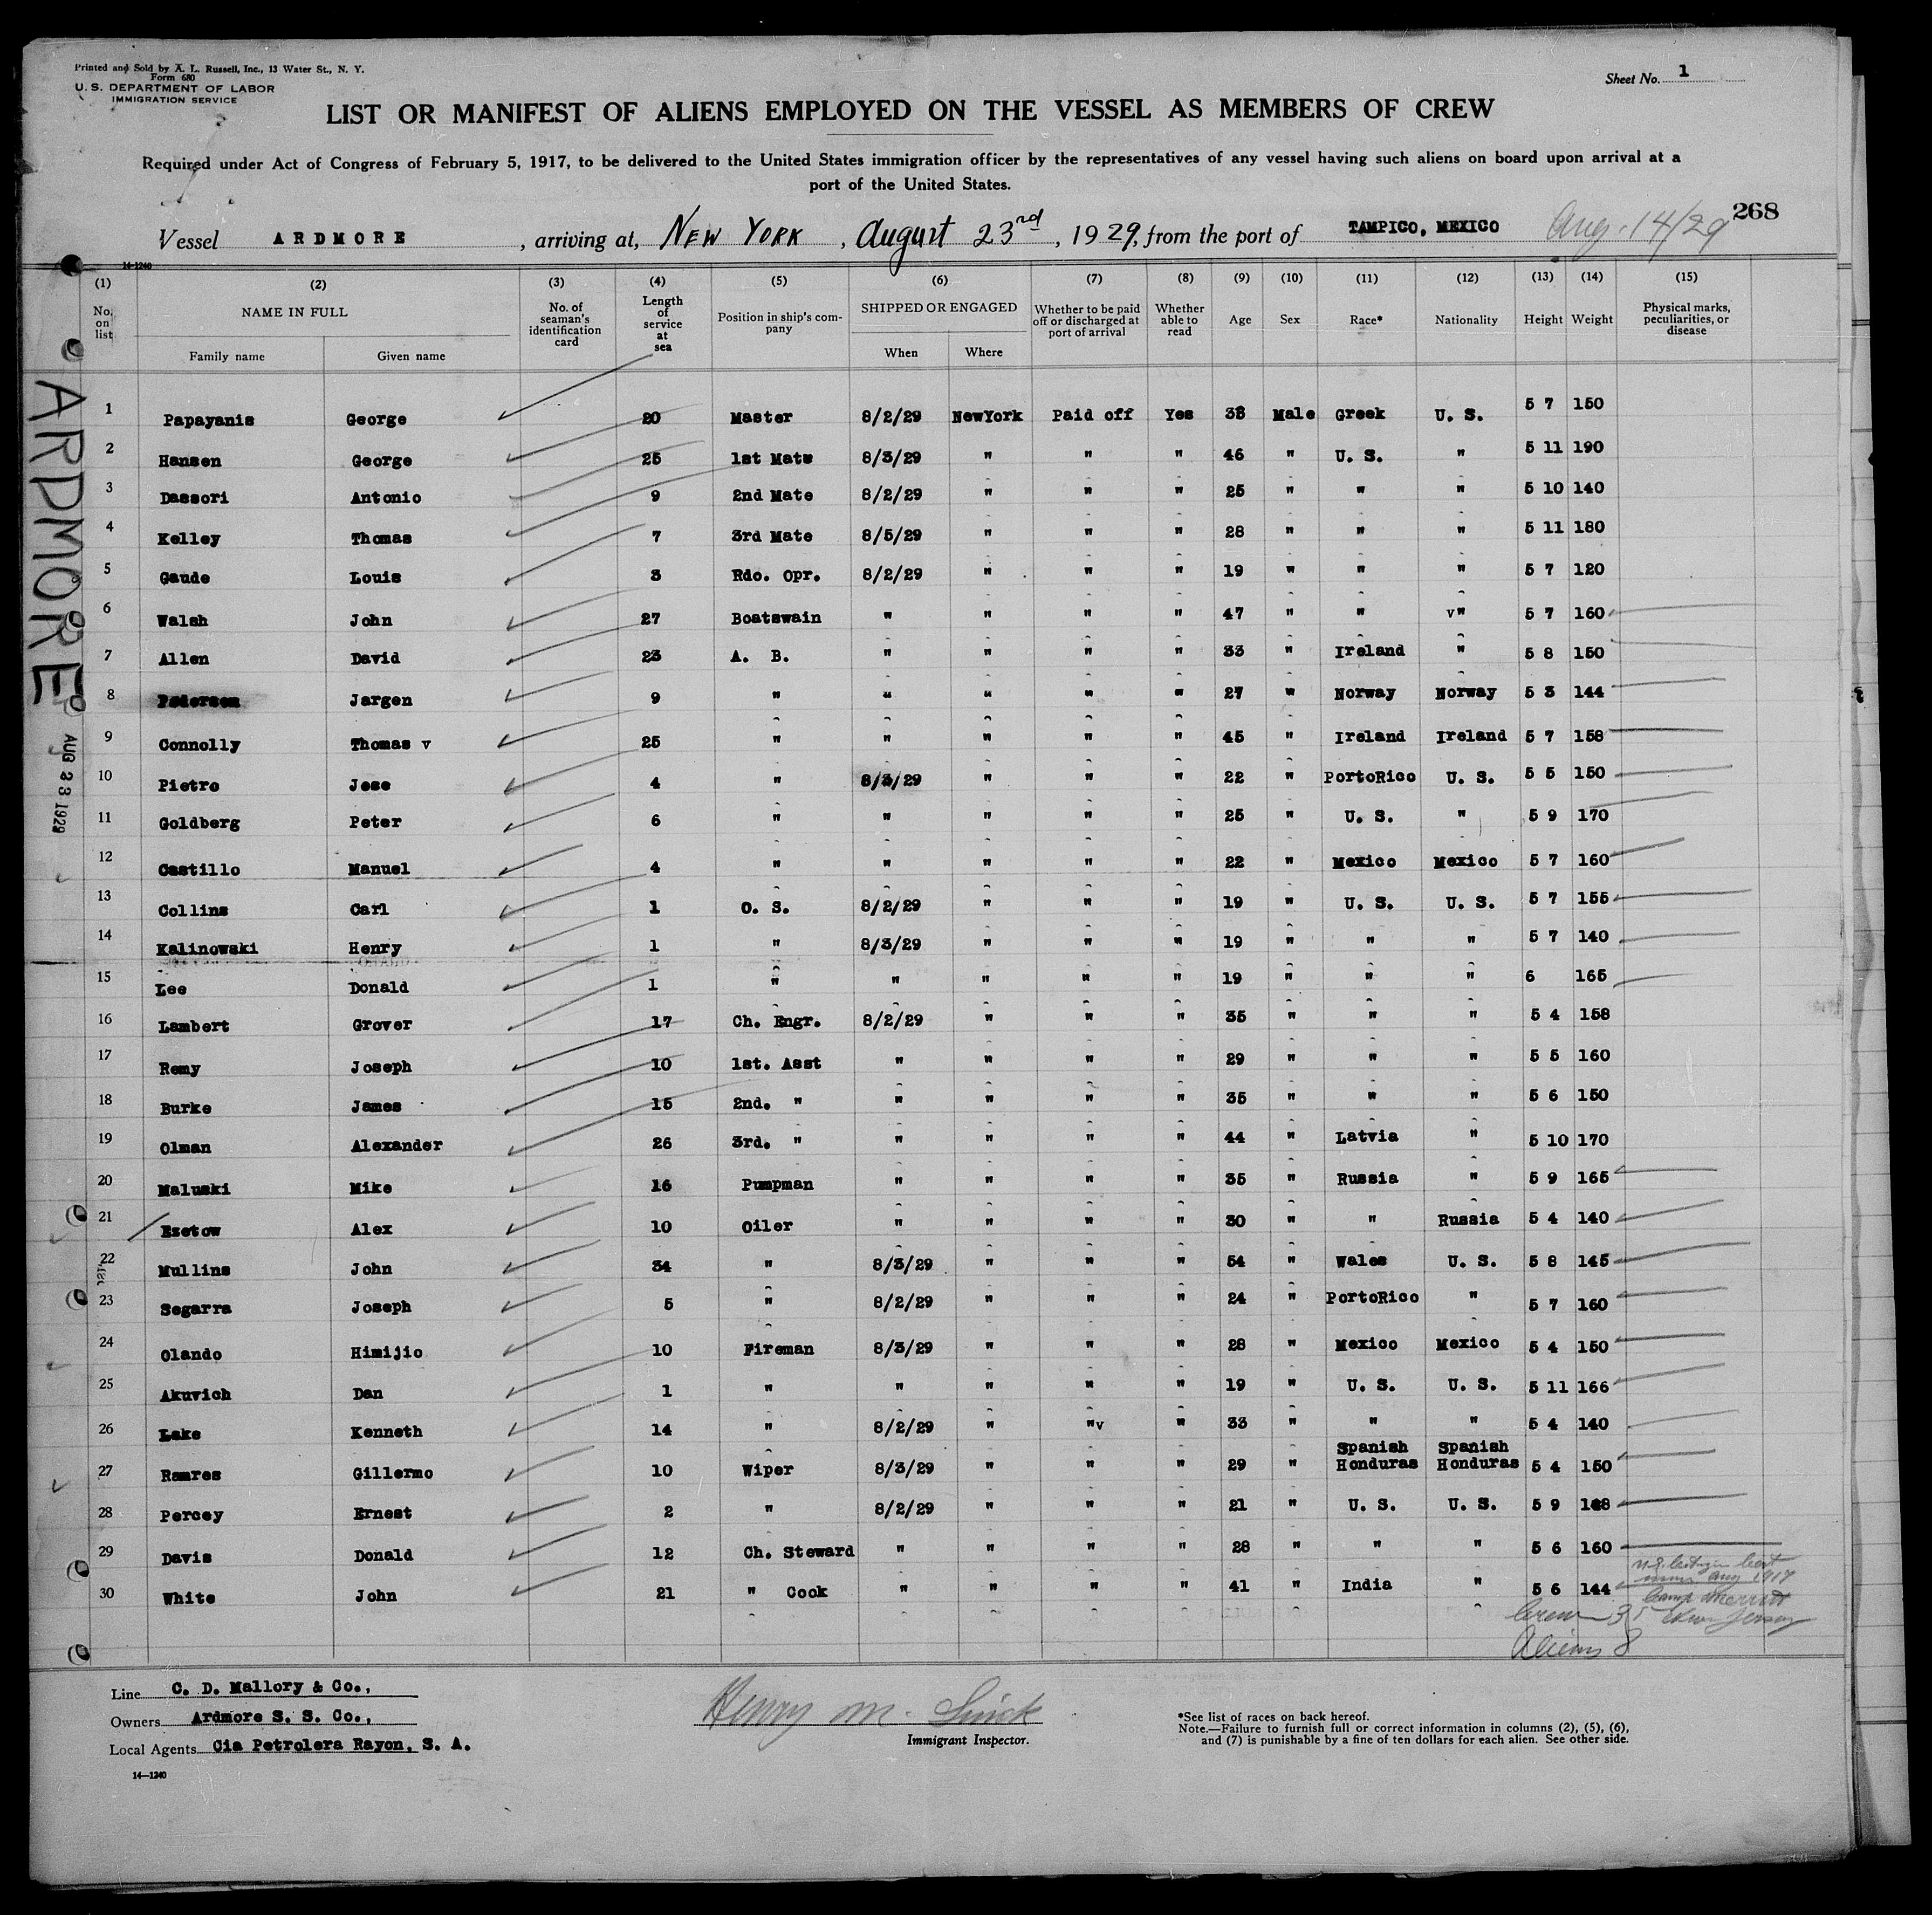 Printed and Sold by A. L. Russell, Inc., 13 Water St., N. Y.
Form 680
U. S. DEPARTMENT OF LABOR
IMMIGRATION SERVICE
Sheet No. 1
LIST OR MANIFEST OF ALIENS EMPLOYED ON THE VESSEL AS MEMBERS OF CREW
Required under Act of Congress of February 5, 1917, to be delivered to the United States immigration officer by the representatives of any vessel having such aliens on board upon arrival at a
port of the United States.
268
Vessel ARDMORE, arriving at, NEW YORK, August 23rd, 1929, from the port of TAMPICO, MEXICO Aug. 14/29
14-1240
(1) (2) (3) (4) (5) (6) (7) (8) (9) (10) (11) (12) (13) (14) (15)
No. on list NAME IN FULL Family name Given name No. of seaman's identification card Length of service at sea Position in ship's company SHIPPED OR ENGAGED When Where Whether to be paid off or discharged at port of arrival Whether able to read Age Sex Race* Nationality Height Weight Physical marks, peculiarities, or disease
ARDMORE
AUG 23 1929
1 Papayanis George 20 Master 8/2/29 NewYork Paid off Yes 38 Male Greek U. S. 5 7 150
2 Hansen George 25 1st Mate 8/3/29 " " " 46 " U. S. " 5 11 190
3 Dassori Antonio 9 2nd Mate 8/2/29 " " " 25 " " " 5 10 140
4 Kelley Thomas 7 3rd Mate 8/5/29 " " " 28 " " " 5 11 180
5 Gaude Louis 3 Rdo. Opr. 8/2/29 " " " 19 " " " 5 7 120
6 Walsh John 27 Boatswain " " " " 47 " " v" 5 7 160
7 Allen David 23 A. B. " " " " 33 " Ireland " 5 8 150
8 Pedersen Jargen 9 " " " " " 27 " Norway Norway 5 3 144
9 Connolly Thomas v 25 " " " " " 45 " Ireland Ireland 5 7 158
10 Pietro Jose 4 " 8/3/29 " " " 22 " PortoRico U. S. 5 5 150
11 Goldberg Peter 6 " " " " " 25 " U. S. " 5 9 170
12 Castillo Manuel 4 " " " " " 22 " Mexico Mexico 5 7 160
13 Collins Carl 1 O. S. 8/2/29 " " " 19 " U. S. U. S. 5 7 155
14 Kalinowski Henry 1 " 8/3/29 " " " 19 " " " 5 7 140
15 Lee Donald 1 " " " " " 19 " " " 6 165
16 Lambert Grover 17 Ch. Engr. 8/2/29 " " " 35 " " " 5 4 158
17 Remy Joseph 10 1st. Asst " " " " 29 " " " 5 5 160
18 Burke James 15 2nd. " " " " " 35 " " " 5 6 150
19 Olman Alexander 26 3rd. " " " " " 44 " Latvia " 5 10 170
20 Maluski Mike 16 Pumpman " " " " 35 " Russia " 5 9 165
21 Ezetow Alex 10 Oiler " " " " 30 " " Russia 5 4 140
22 Mullins John 34 " 8/3/29 " " " 54 " Wales U. S. 5 8 145
23 Segarra Joseph 5 " 8/2/29 " " " 24 " PortoRico " 5 7 160
24 Olando Himijio 10 Fireman 8/3/29 " " " 28 " Mexico Mexico 5 4 150
25 Akuvich Dan 1 " " " " " 19 " U. S. U. S. 5 11 166
26 Lake Kenneth 14 " 8/2/29 " "v " 33 " " " 5 4 140
27 Ramres Gillermo 10 Wiper 8/3/29 " " " 29 " Spanish Honduras Spanish Honduras 5 4 150
28 Percey Ernest 2 " 8/2/29 " " " 21 " U. S. U. S. 5 9
29 Davis Donald 12 Ch. Steward " " " " 28 " " " 5 6 160
30 White John 21 " Cook " " " " 41 " India " 5 6 144
Aug 1917
Camp Merritt
Crew 35 New Jersey
Aliens 8
Line C. D. Mallory & Co.,
Owners Ardmore S. S. Co.,
Local Agents Cia Petrolera Rayon, S. A.
14—1240
Henry M.
Immigrant Inspector.
*See list of races on back hereof.
Note.—Failure to furnish full or correct information in columns (2), (5), (6),
and (7) is punishable by a fine of ten dollars for each alien. See other side.